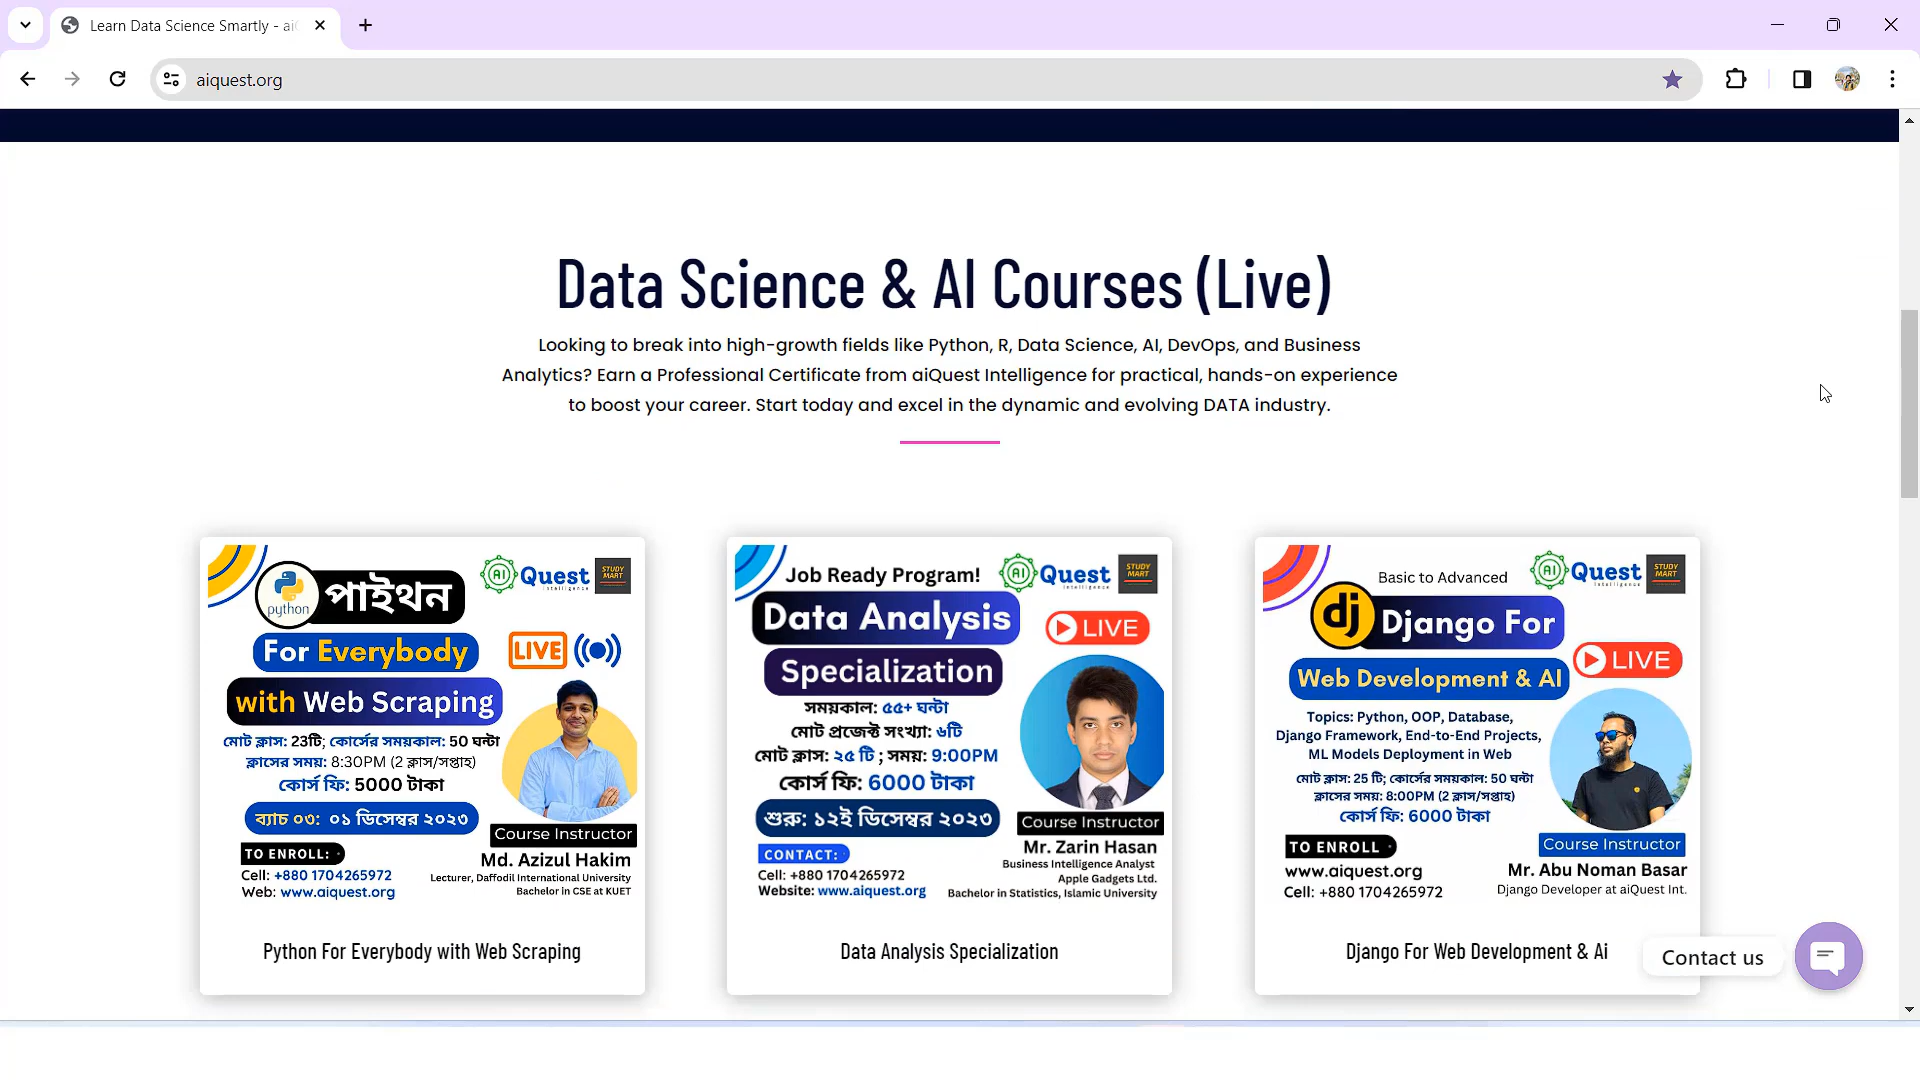 Learn Data Science Smartly - ai
aiquest.org
Data Science & AI Courses (Live)
Looking to break into high-growth fields like Python, R, Data Science, AI, DevOps, and Business
Analytics? Earn a Professional Certificate from aiQuest Intelligence for practical, hands-on experience
to boost your career. Start today and excel in the dynamic and evolving DATA industry.
AI Quest
Intelligence
STUDY
MART
python
পাইথন
For Everybody
LIVE
with Web Scraping
মোট ক্লাস: 23টি; কোর্সের সময়কাল: 50 ঘন্টা
ক্লাসের সময়: 8:30PM (2 ক্লাস/সপ্তাহ)
কোর্স ফি: 5000 টাকা
ব্যাচ ০৩: ০১ ডিসেম্বর ২০২৩
Course Instructor
TO ENROLL:
Md. Azizul Hakim
Cell: +880 1704265972
Lecturer, Daffodil International University
Web: www.aiquest.org
Bachelor in CSE at KUET
Python For Everybody with Web Scraping
Job Ready Program!
AI Quest
Intelligence
STUDY
MART
Data Analysis
LIVE
Specialization
সময়কাল: ৫৫+ ঘন্টা
মোট প্রজেক্ট সংখ্যা: ৬টি
মোট ক্লাস: ২৫ টি ; সময়: 9:00PM
কোর্স ফি: 6000 টাকা
শুরু: ১২ই ডিসেম্বর ২০২৩
Course Instructor
CONTACT:
Mr. Zarin Hasan
Business Intelligence Analyst
Cell: +880 1704265972
Apple Gadgets Ltd.
Website: www.aiquest.org
Bachelor in Statistics, Islamic University
Data Analysis Specialization
Basic to Advanced
AI Quest
Intelligence
STUDY
MART
dj
Django For
LIVE
Web Development & AI
Topics: Python, OOP, Database,
Django Framework, End-to-End Projects,
ML Models Deployment in Web
মোট ক্লাস: 25 টি; কোর্সের সময়কাল: 50 ঘন্টা
ক্লাসের সময়: 8:00PM (2 ক্লাস/সপ্তাহ)
কোর্স ফি: 6000 টাকা
TO ENROLL
Course Instructor
www.aiquest.org
Mr. Abu Noman Basar
Cell: +880 1704265972
Django Developer at aiQuest Int.
Django For Web Development & Ai
Contact us